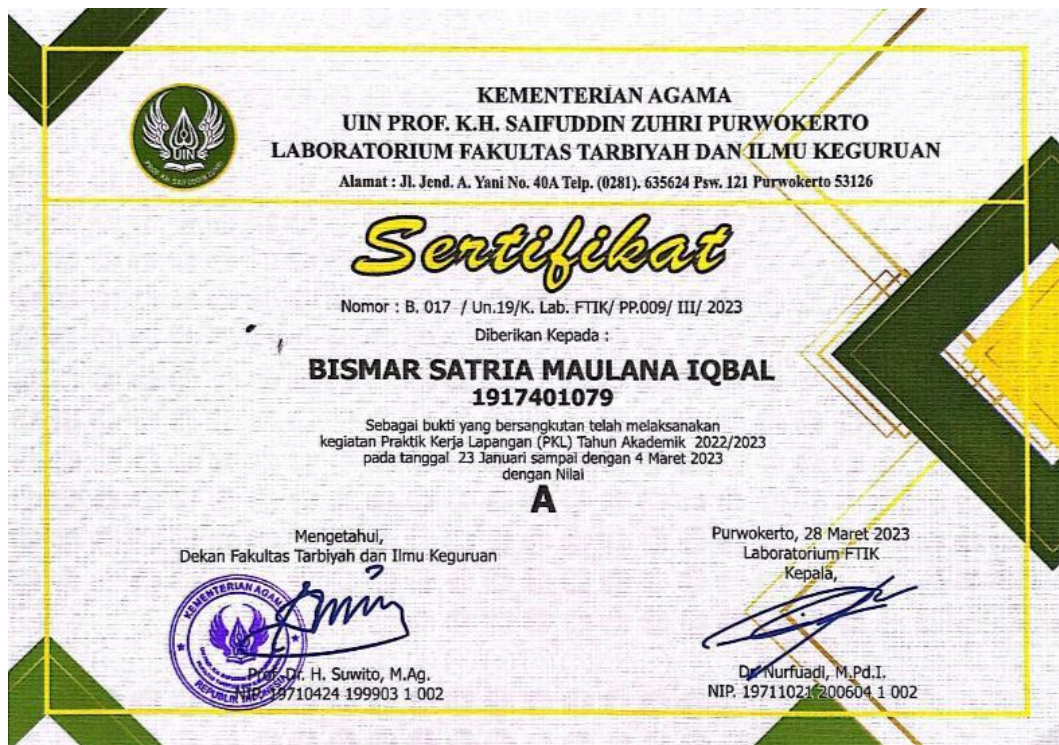 KEMENTERIAN AGAMA
UIN PROF. K.H. SAIFUDDIN ZUHRI PURWOKERTO
LABORATORIUM FAKULTAS TARBIYAH DAN ILMU KEGURUAN
Alamat : Jl. Jend. A. Yani No. 40A Telp. (0281). 635624 Psw. 121 Purwokerto 53126
UIN
Sertifikat
Nomor : B. 017 / Un.19/K. Lab. FTIK/ PP.009/ III/ 2023
Diberikan Kepada :
BISMAR SATRIA MAULANA IQBAL
1917401079
Sebagai bukti yang bersangkutan telah melaksanakan
kegiatan Praktik Kerja Lapangan (PKL) Tahun Akademik 2022/2023
pada tanggal 23 Januari sampai dengan 4 Maret 2023
dengan Nilai
A
Mengetahui,
Dekan Fakultas Tarbiyah dan Ilmu Keguruan
KEMENTERIAN AGAMA
REPUBLIK INDONESIA
Prof. Dr. H. Suwito, M.Ag.
NIP. 19710424 199903 1 002
Purwokerto, 28 Maret 2023
Laboratorium FTIK
Kepala,
Dr. Nurfuadi, M.Pd.I.
NIP. 19711021 200604 1 002